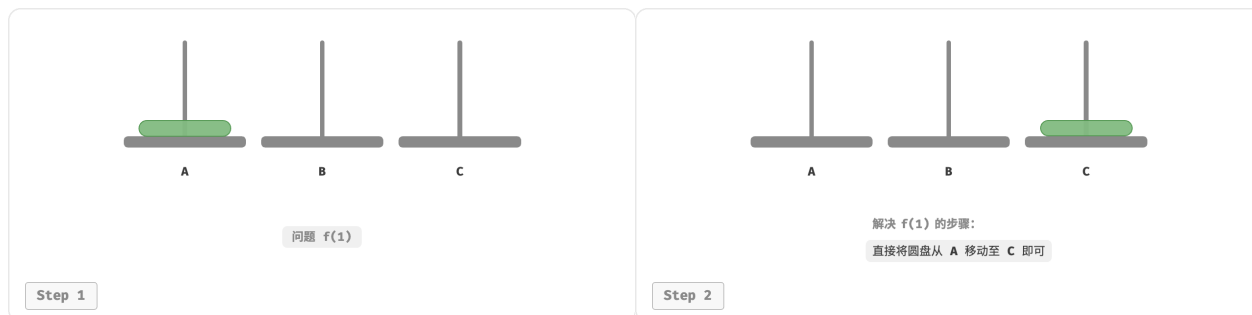 A B C
问题 f(1)
Step 1
A B C
解决 f(1) 的步骤:
直接将圆盘从 A 移动至 C 即可
Step 2